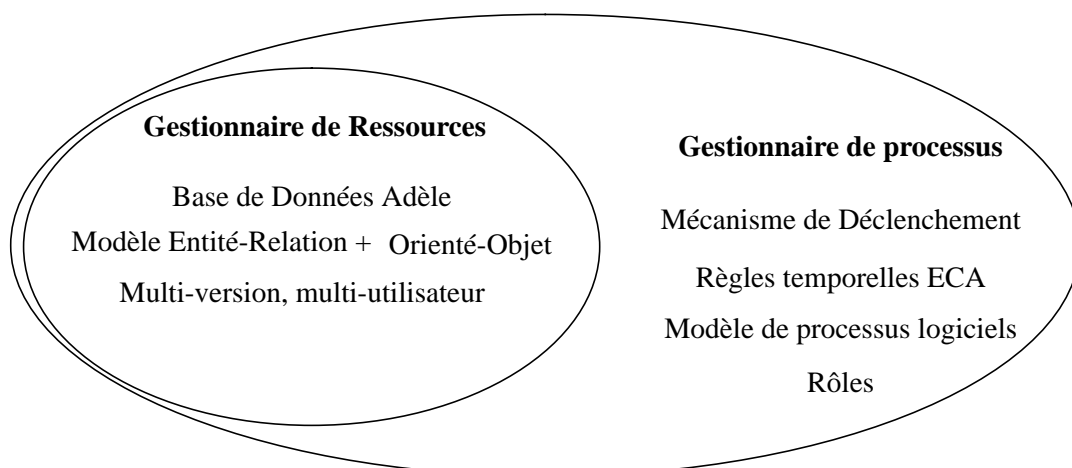 Gestionnaire de Ressources
Base de Données Adèle
Modèle Entité-Relation + Orienté-Objet
Multi-version, multi-utilisateur
Gestionnaire de processus
Mécanisme de Déclenchement
Règles temporelles ECA
Modèle de processus logiciels
Rôles